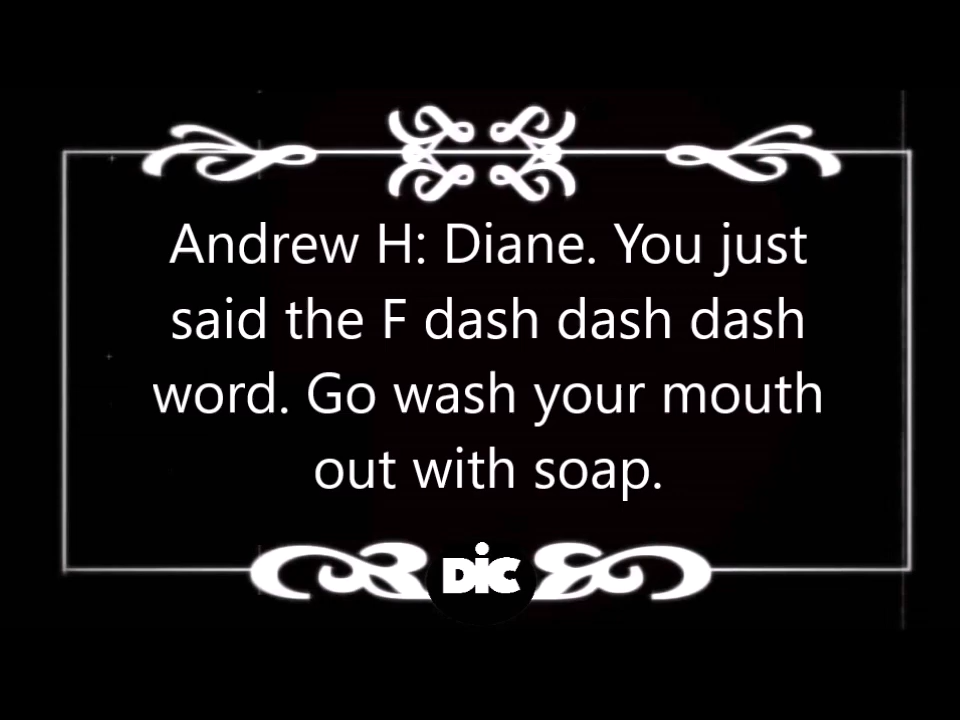 Andrew H: Diane. You just
said the F dash dash dash
word. Go wash your mouth
out with soap.
DiC